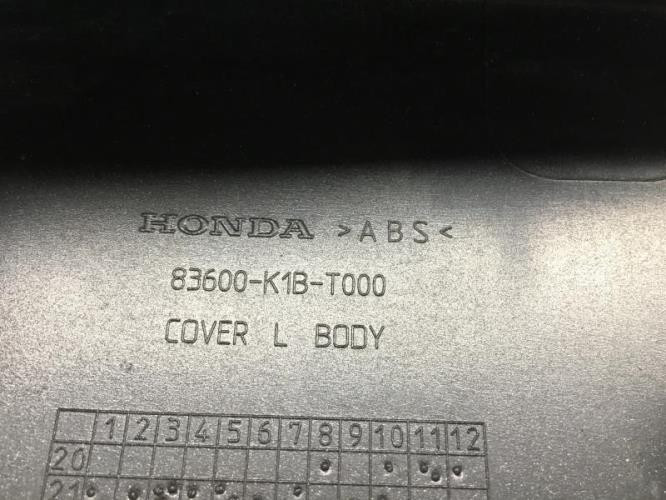 HONDA >ABS<
83600-K1B-T000
COVER L BODY
1 2 3 4 5 6 7 8 9 10 11 12
20
21